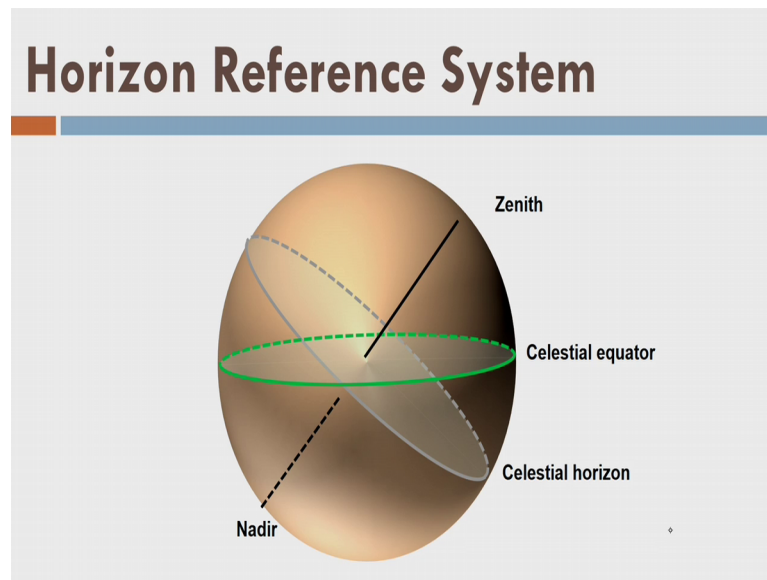 Horizon Reference System
Zenith
Celestial equator
Celestial horizon
Nadir